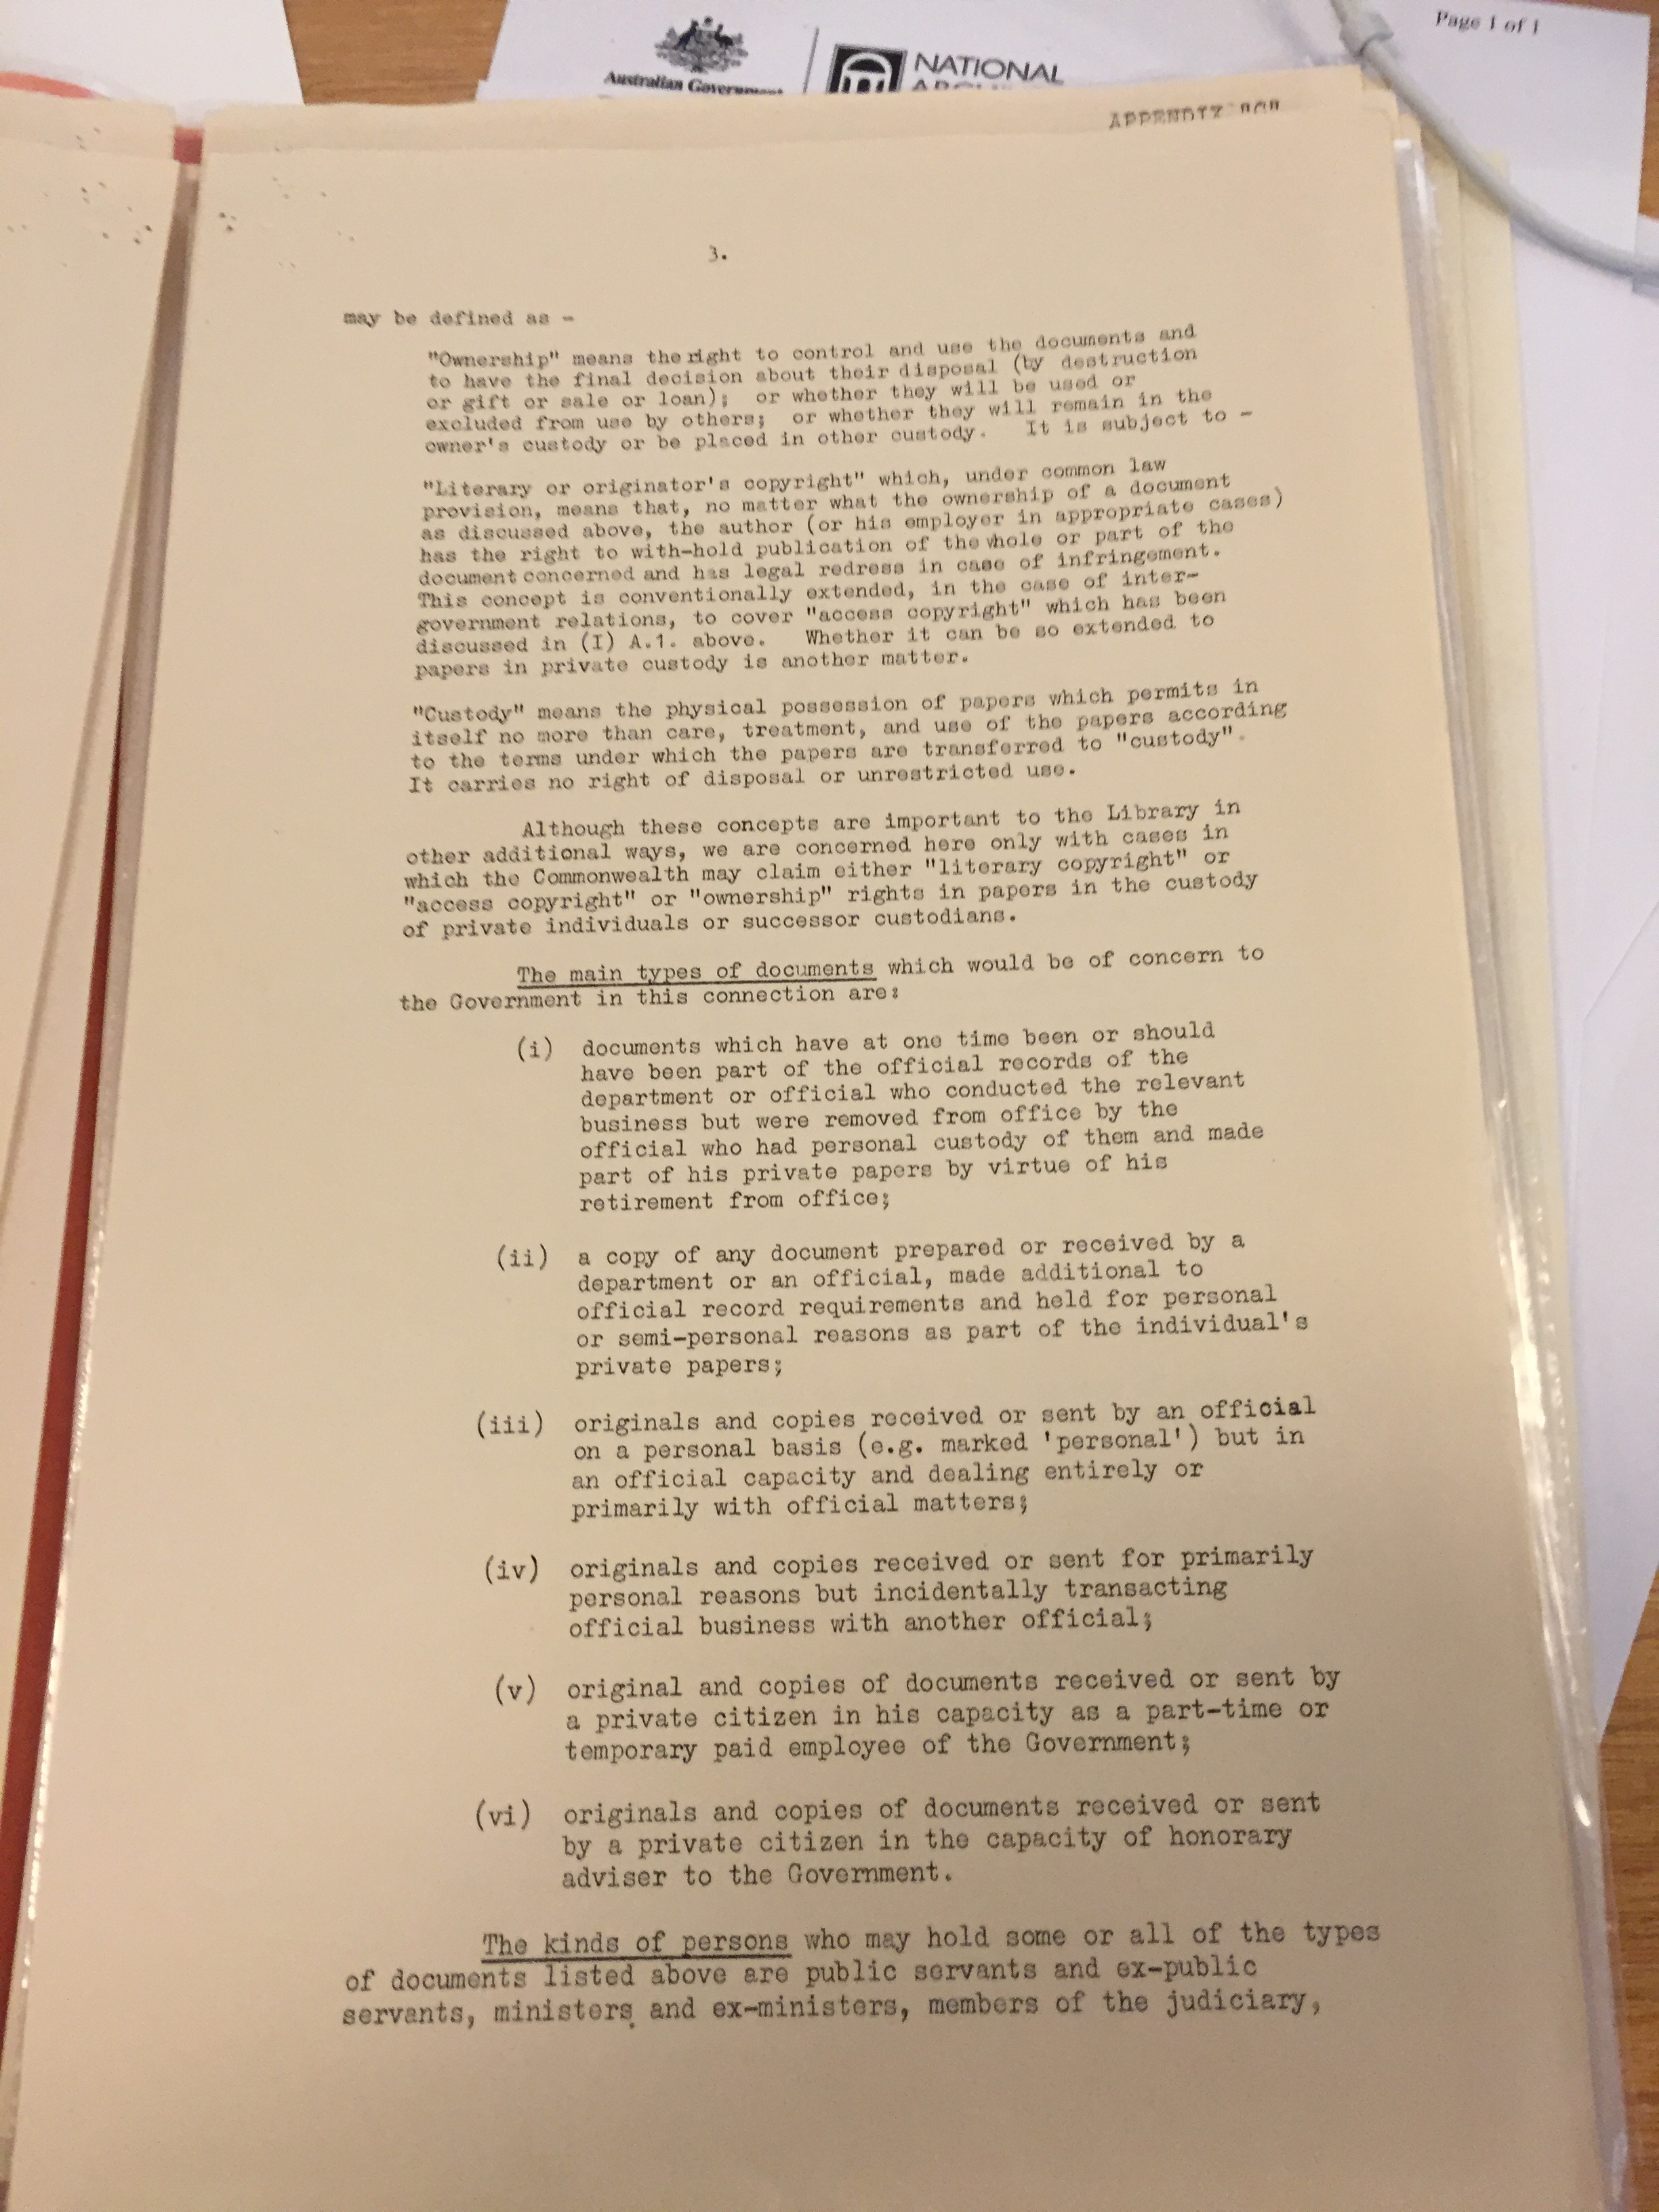 Page 1 of 1
Australian Government
NATIONAL
APPENDIX
3.
may be defined as -
"Ownership" means the right to control and use the documents and
to have the final decision about their disposal (by destruction
or gift or sale or loan); or whether they will be used or
excluded from use by others; or whether they will remain in the
owner's custody or be placed in other custody. It is subject to -
"Literary or originator's copyright" which, under common law
provision, means that, no matter what the ownership of a document
as discussed above, the author (or his employer in appropriate cases)
has the right to with-hold publication of the whole or part of the
document concerned and has legal redress in case of infringement.
This concept is conventionally extended, in the case of inter-
government relations, to cover "access copyright" which has been
discussed in (I) A.1. above. Whether it can be so extended to
papers in private custody is another matter.
"Custody" means the physical possession of papers which permits in
itself no more than care, treatment, and use of the papers according
to the terms under which the papers are transferred to "custody".
It carries no right of disposal or unrestricted use.
Although these concepts are important to the Library in
other additional ways, we are concerned here only with cases in
which the Commonwealth may claim either "literary copyright" or
"access copyright" or "ownership" rights in papers in the custody
of private individuals or successor custodians.
The main types of documents which would be of concern to
the Government in this connection are:
(i) documents which have at one time been or should
have been part of the official records of the
department or official who conducted the relevant
business but were removed from office by the
official who had personal custody of them and made
part of his private papers by virtue of his
retirement from office;
(ii) a copy of any document prepared or received by a
department or an official, made additional to
official record requirements and held for personal
or semi-personal reasons as part of the individual's
private papers;
(iii) originals and copies received or sent by an official
on a personal basis (e.g. marked 'personal') but in
an official capacity and dealing entirely or
primarily with official matters;
(iv) originals and copies received or sent for primarily
personal reasons but incidentally transacting
official business with another official;
(v) original and copies of documents received or sent by
a private citizen in his capacity as a part-time or
temporary paid employee of the Government;
(vi) originals and copies of documents received or sent
by a private citizen in the capacity of honorary
adviser to the Government.
The kinds of persons who may hold some or all of the types
of documents listed above are public servants and ex-public
servants, ministers and ex-ministers, members of the judiciary,